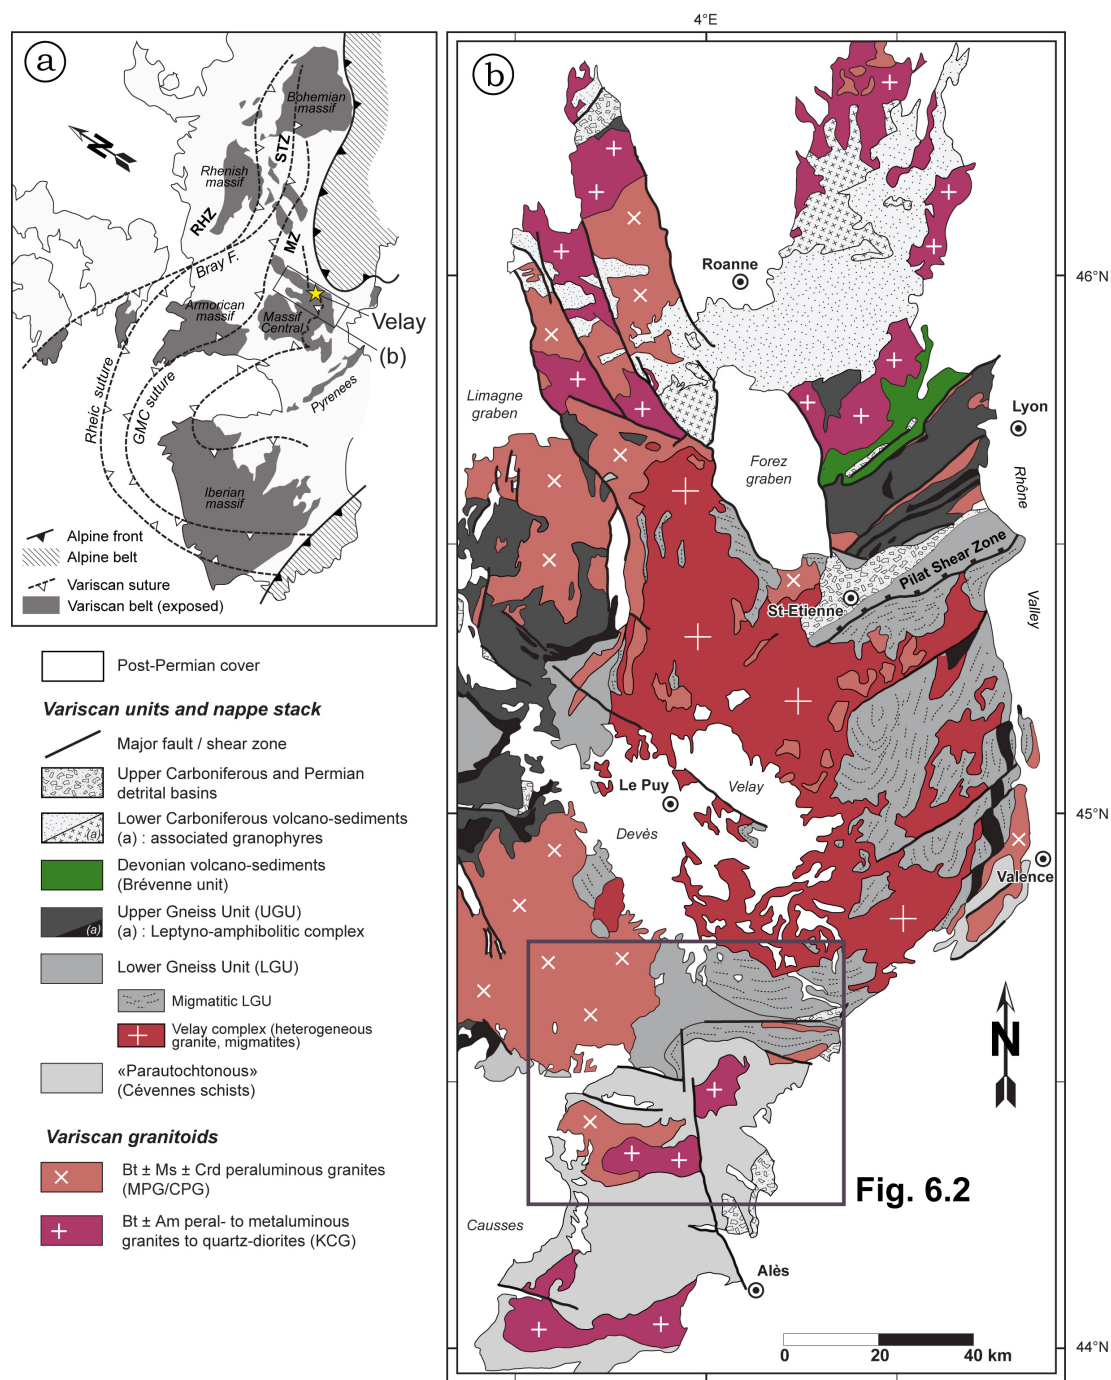 4°E
a
Bohemian
massif
STZ
N
Rhenish
massif
RHZ
MZ
Bray F.
Armorican
massif
Massif
Central
Velay
(b)
Rheic suture
GMC suture
Pyrenees
Iberian
massif
Alpine front
Alpine belt
Variscan suture
Variscan belt (exposed)
Post-Permian cover
Variscan units and nappe stack
Major fault / shear zone
Upper Carboniferous and Permian
detrital basins
(a)
Lower Carboniferous volcano-sediments
(a) : associated granophyres
Devonian volcano-sediments
(Brévenne unit)
(a)
Upper Gneiss Unit (UGU)
(a) : Leptyno-amphibolitic complex
Lower Gneiss Unit (LGU)
Migmatitic LGU
Velay complex (heterogeneous
granite, migmatites)
«Parautochtonous»
(Cévennes schists)
Variscan granitoids
Bt ± Ms ± Crd peraluminous granites
(MPG/CPG)
Bt ± Am peral- to metaluminous
granites to quartz-diorites (KCG)
b
Roanne
46°N
Limagne
graben
Lyon
Forez
graben
Rhône
Pilat Shear Zone
St-Etienne
Valley
Le Puy
Velay
Devès
45°N
Valence
N
Fig. 6.2
Causses
Alès
0 20 40 km
44°N